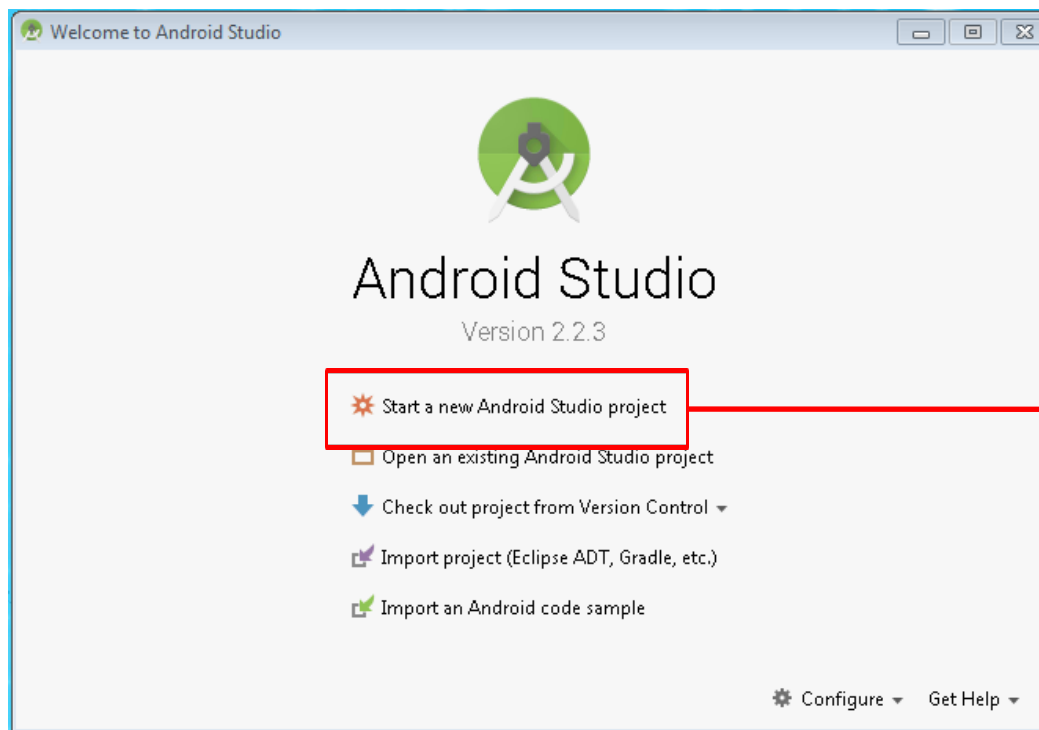 Welcome to Android Studio
Android Studio
Version 2.2.3
Start a new Android Studio project
Open an existing Android Studio project
Check out project from Version Control
Import project (Eclipse ADT, Gradle, etc.)
Import an Android code sample
Configure Get Help